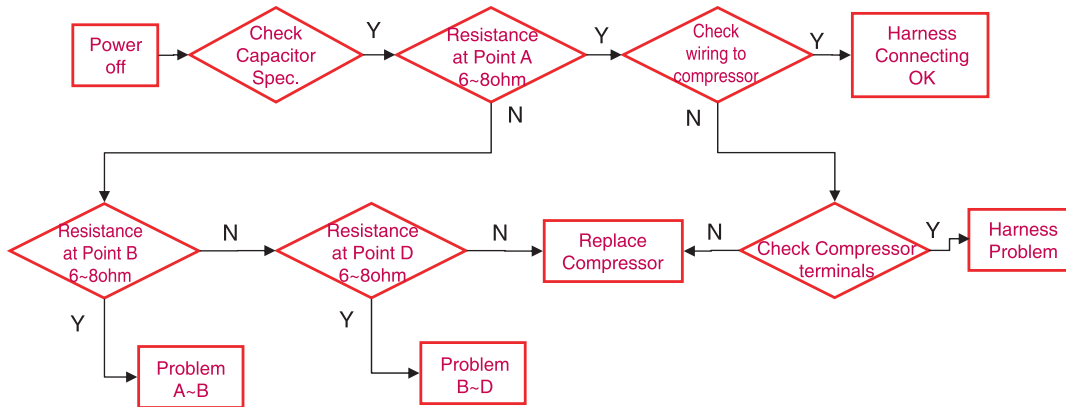 Power
off
Check
Capacitor
Spec.
Y
Resistance
at Point A
6~8ohm
Y
Check
wiring to
compressor
Y
Harness
Connecting
OK
N
N
Resistance
at Point B
6~8ohm
N
Resistance
at Point D
6~8ohm
N
Replace
Compressor
N
Check Compressor
terminals
Y
Harness
Problem
Y
Problem
A~B
Y
Problem
B~D